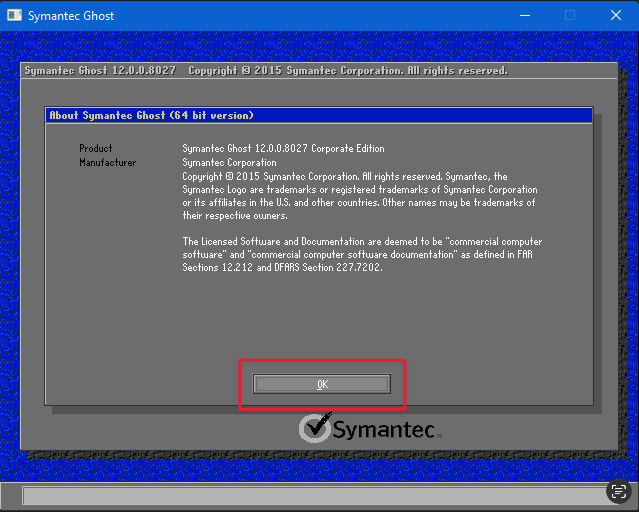 Symantec Ghost
Symantec Ghost 12.0.0.8027 Copyright © 2015 Symantec Corporation. All rights reserved.
About Symantec Ghost (64 bit version)
Product Symantec Ghost 12.0.0.8027 Corporate Edition
Manufacturer Symantec Corporation
Copyright © 2015 Symantec Corporation. All rights reserved. Symantec, the
Symantec Logo are trademarks or registered trademarks of Symantec Corporation
or its affiliates in the U.S. and other countries. Other names may be trademarks of
their respective owners.
The Licensed Software and Documentation are deemed to be "commercial computer
software" and "commercial computer software documentation" as defined in FAR
Sections 12.212 and DFARS Section 227.7202.
OK
Symantec™